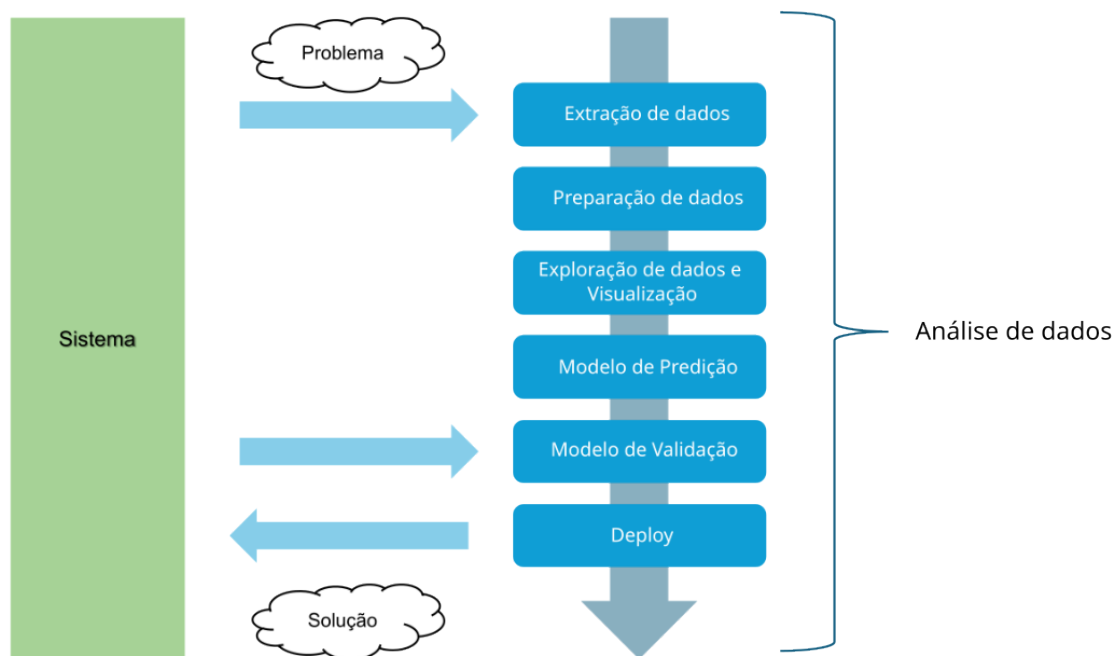 Problema
Extração de dados
Preparação de dados
Exploração de dados e
Visualização
Sistema
Análise de dados
Modelo de Predição
Modelo de Validação
Deploy
Solução